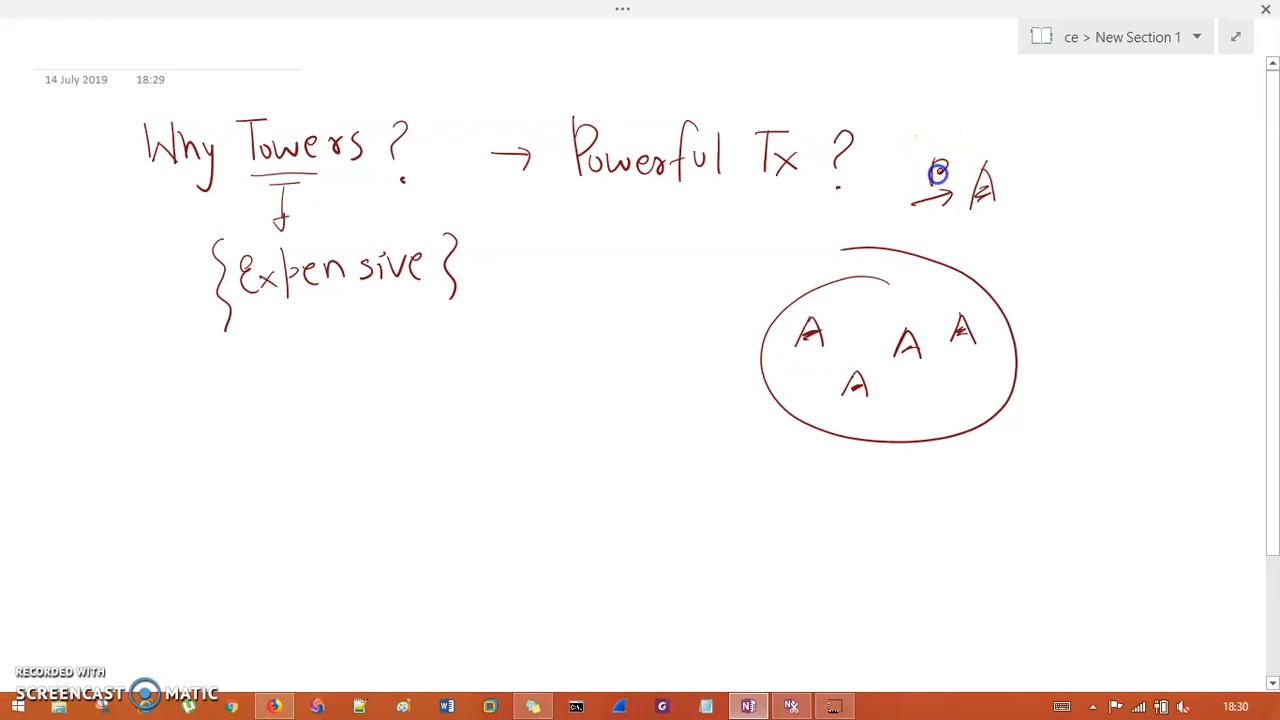 ce > New Section 1
14 July 2019 18:29
Why Towers ? → Powerful Tx ?
P → A
{Expensive}
A A A
A
RECORDED WITH
SCREENCAST MATIC
18:30